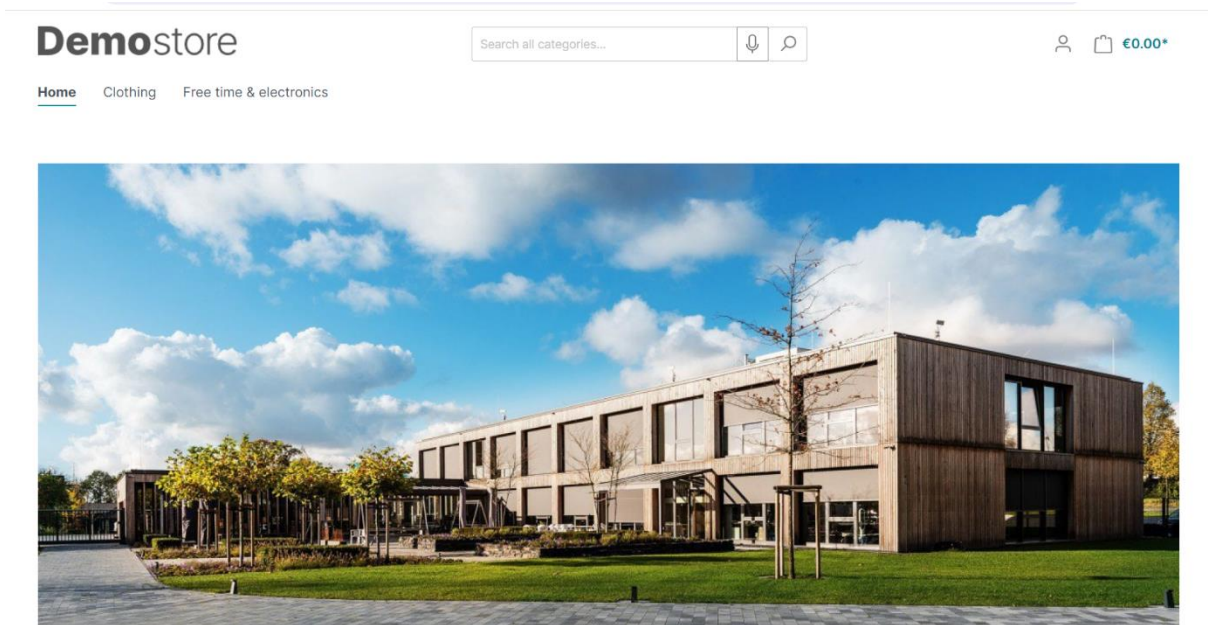 Demostore
Search all categories...
€0.00*
Home Clothing Free time & electronics